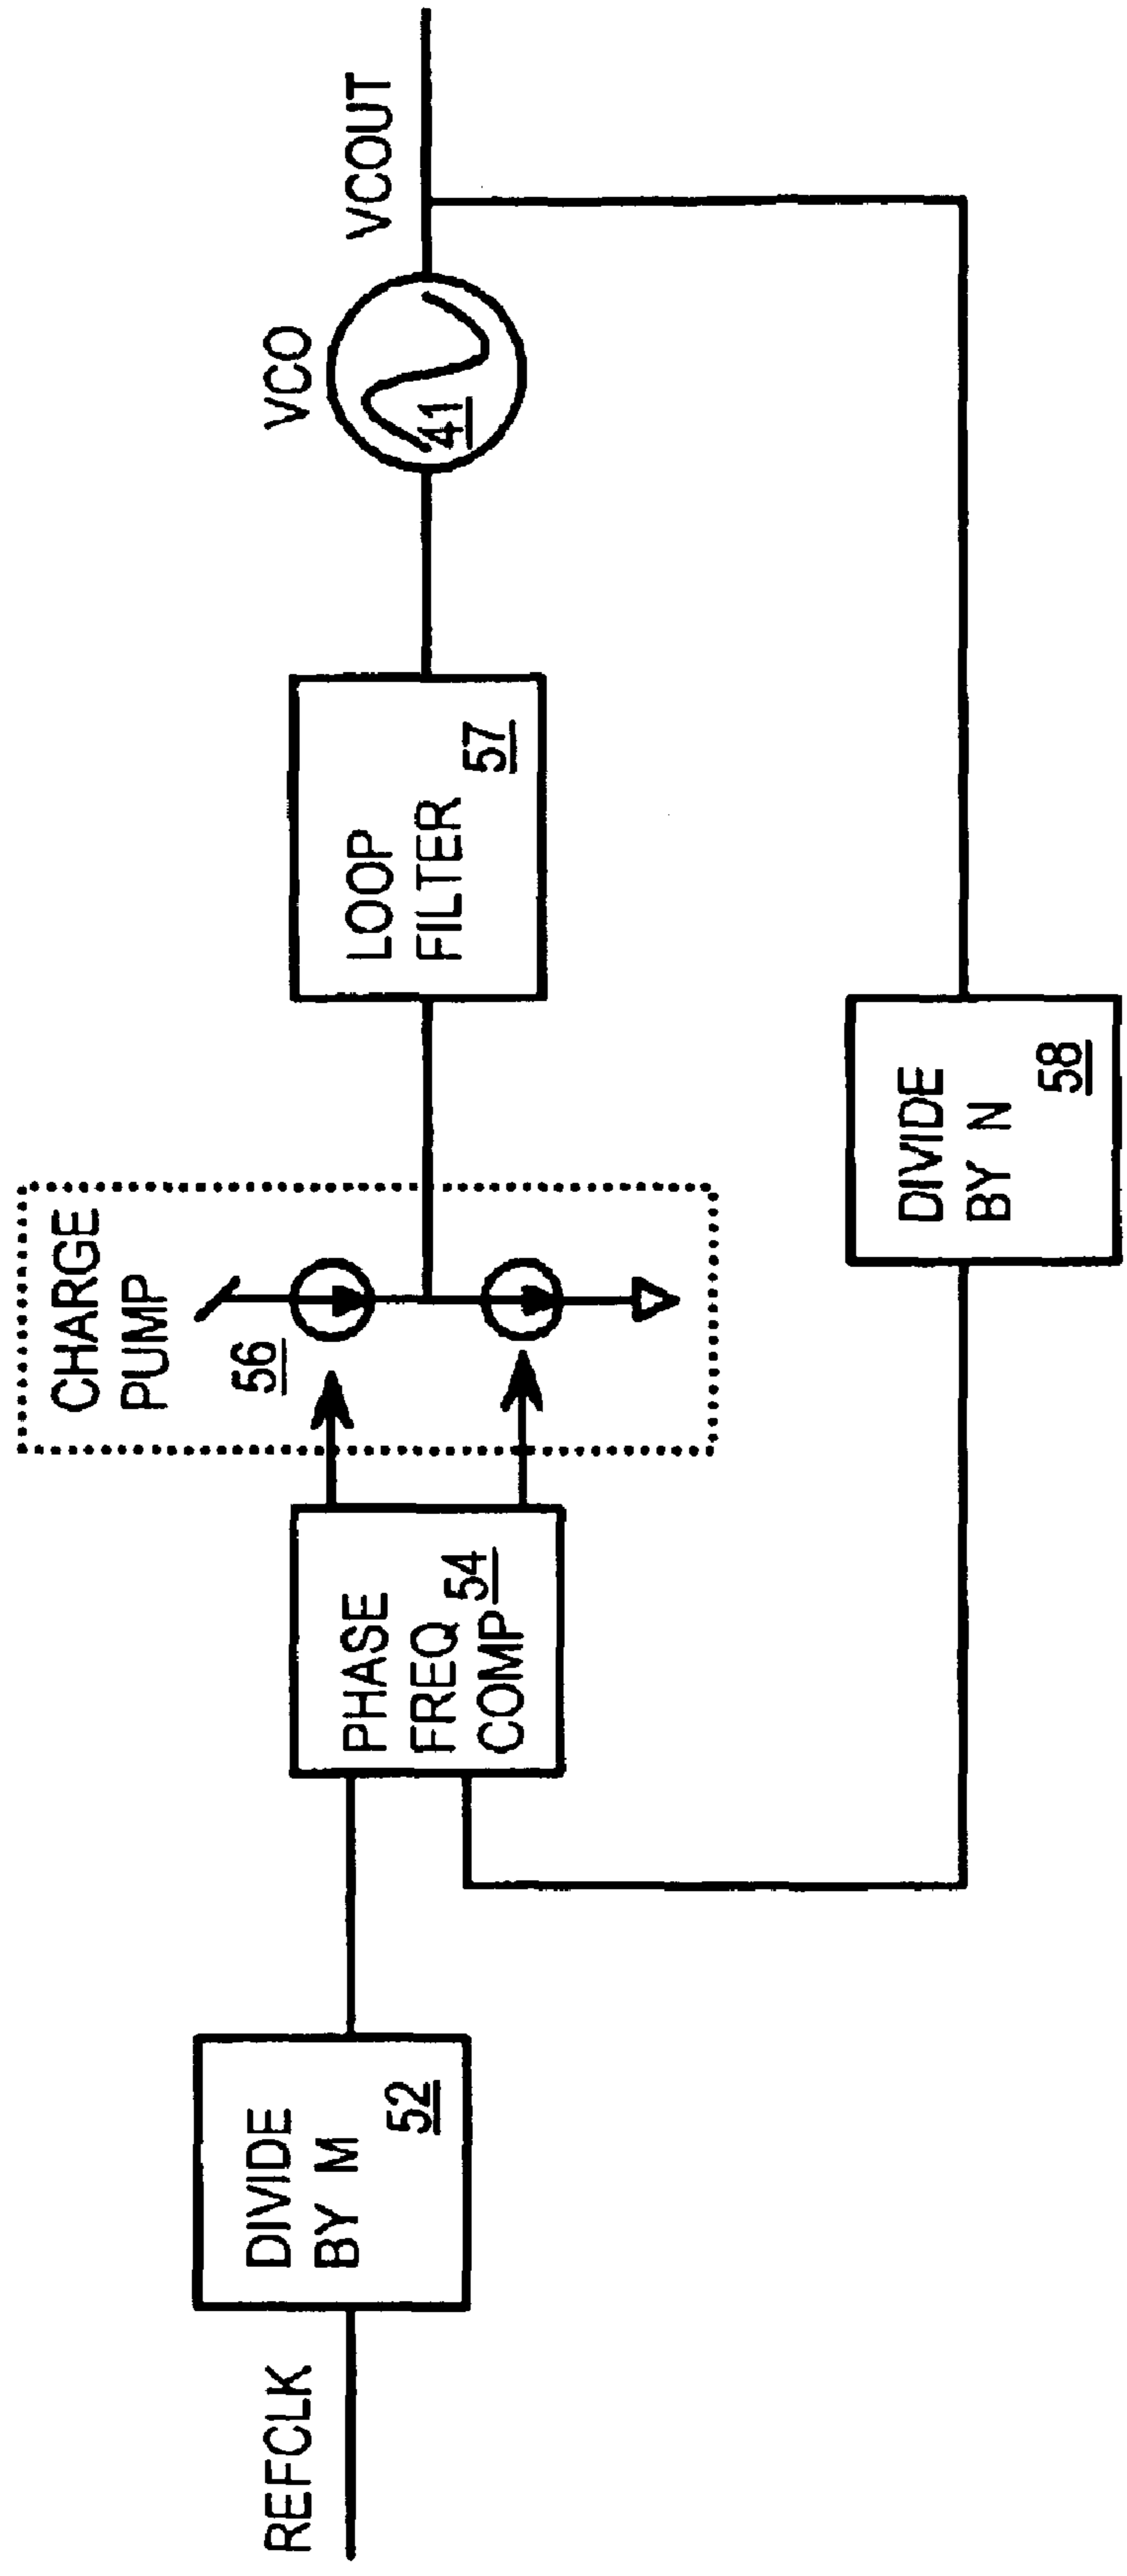 REFCLK
DIVIDE
BY M
52
PHASE
FREQ
COMP
54
CHARGE
PUMP
56
LOOP
FILTER
57
VCO
41
VCOUT
DIVIDE
BY N
58